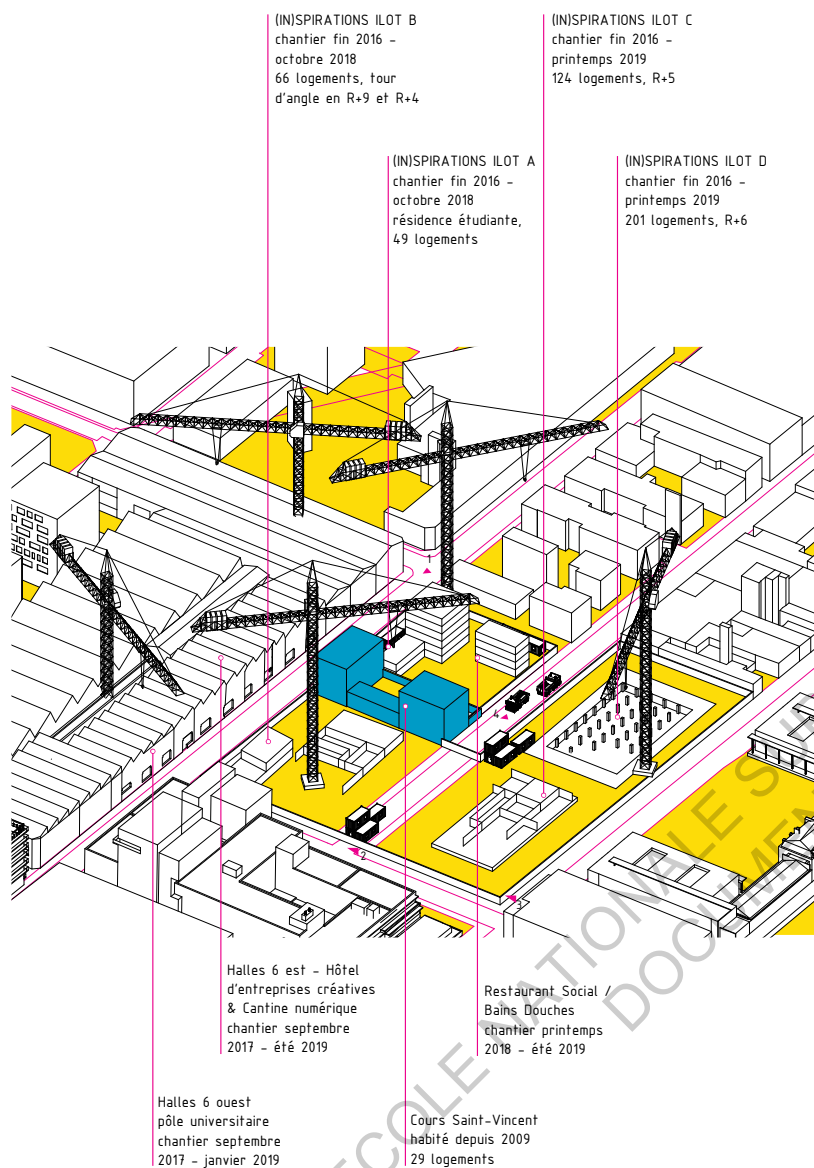 (IN)SPIRATIONS ILOT B
chantier fin 2016 -
octobre 2018
66 logements, tour
d'angle en R+9 et R+4
(IN)SPIRATIONS ILOT C
chantier fin 2016 -
printemps 2019
124 logements, R+5
(IN)SPIRATIONS ILOT A
chantier fin 2016 -
octobre 2018
résidence étudiante,
49 logements
(IN)SPIRATIONS ILOT D
chantier fin 2016 -
printemps 2019
201 logements, R+6
1
4
2
3
Halles 6 est - Hôtel
d'entreprises créatives
& Cantine numérique
chantier septembre
2017 - été 2019
Restaurant Social /
Bains Douches
chantier printemps
2018 - été 2019
Halles 6 ouest
pôle universitaire
chantier septembre
2017 - janvier 2019
Cours Saint-Vincent
habité depuis 2009
29 logements
ECOLE NATIONALE